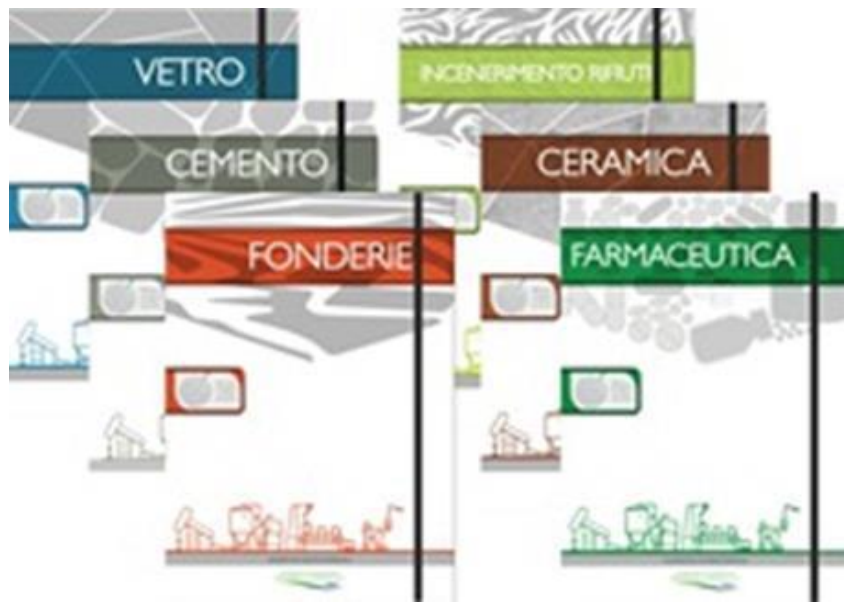 VETRO
INCENERIMENTO RIFIUTI
CEMENTO
CERAMICA
FONDERIE
FARMACEUTICA